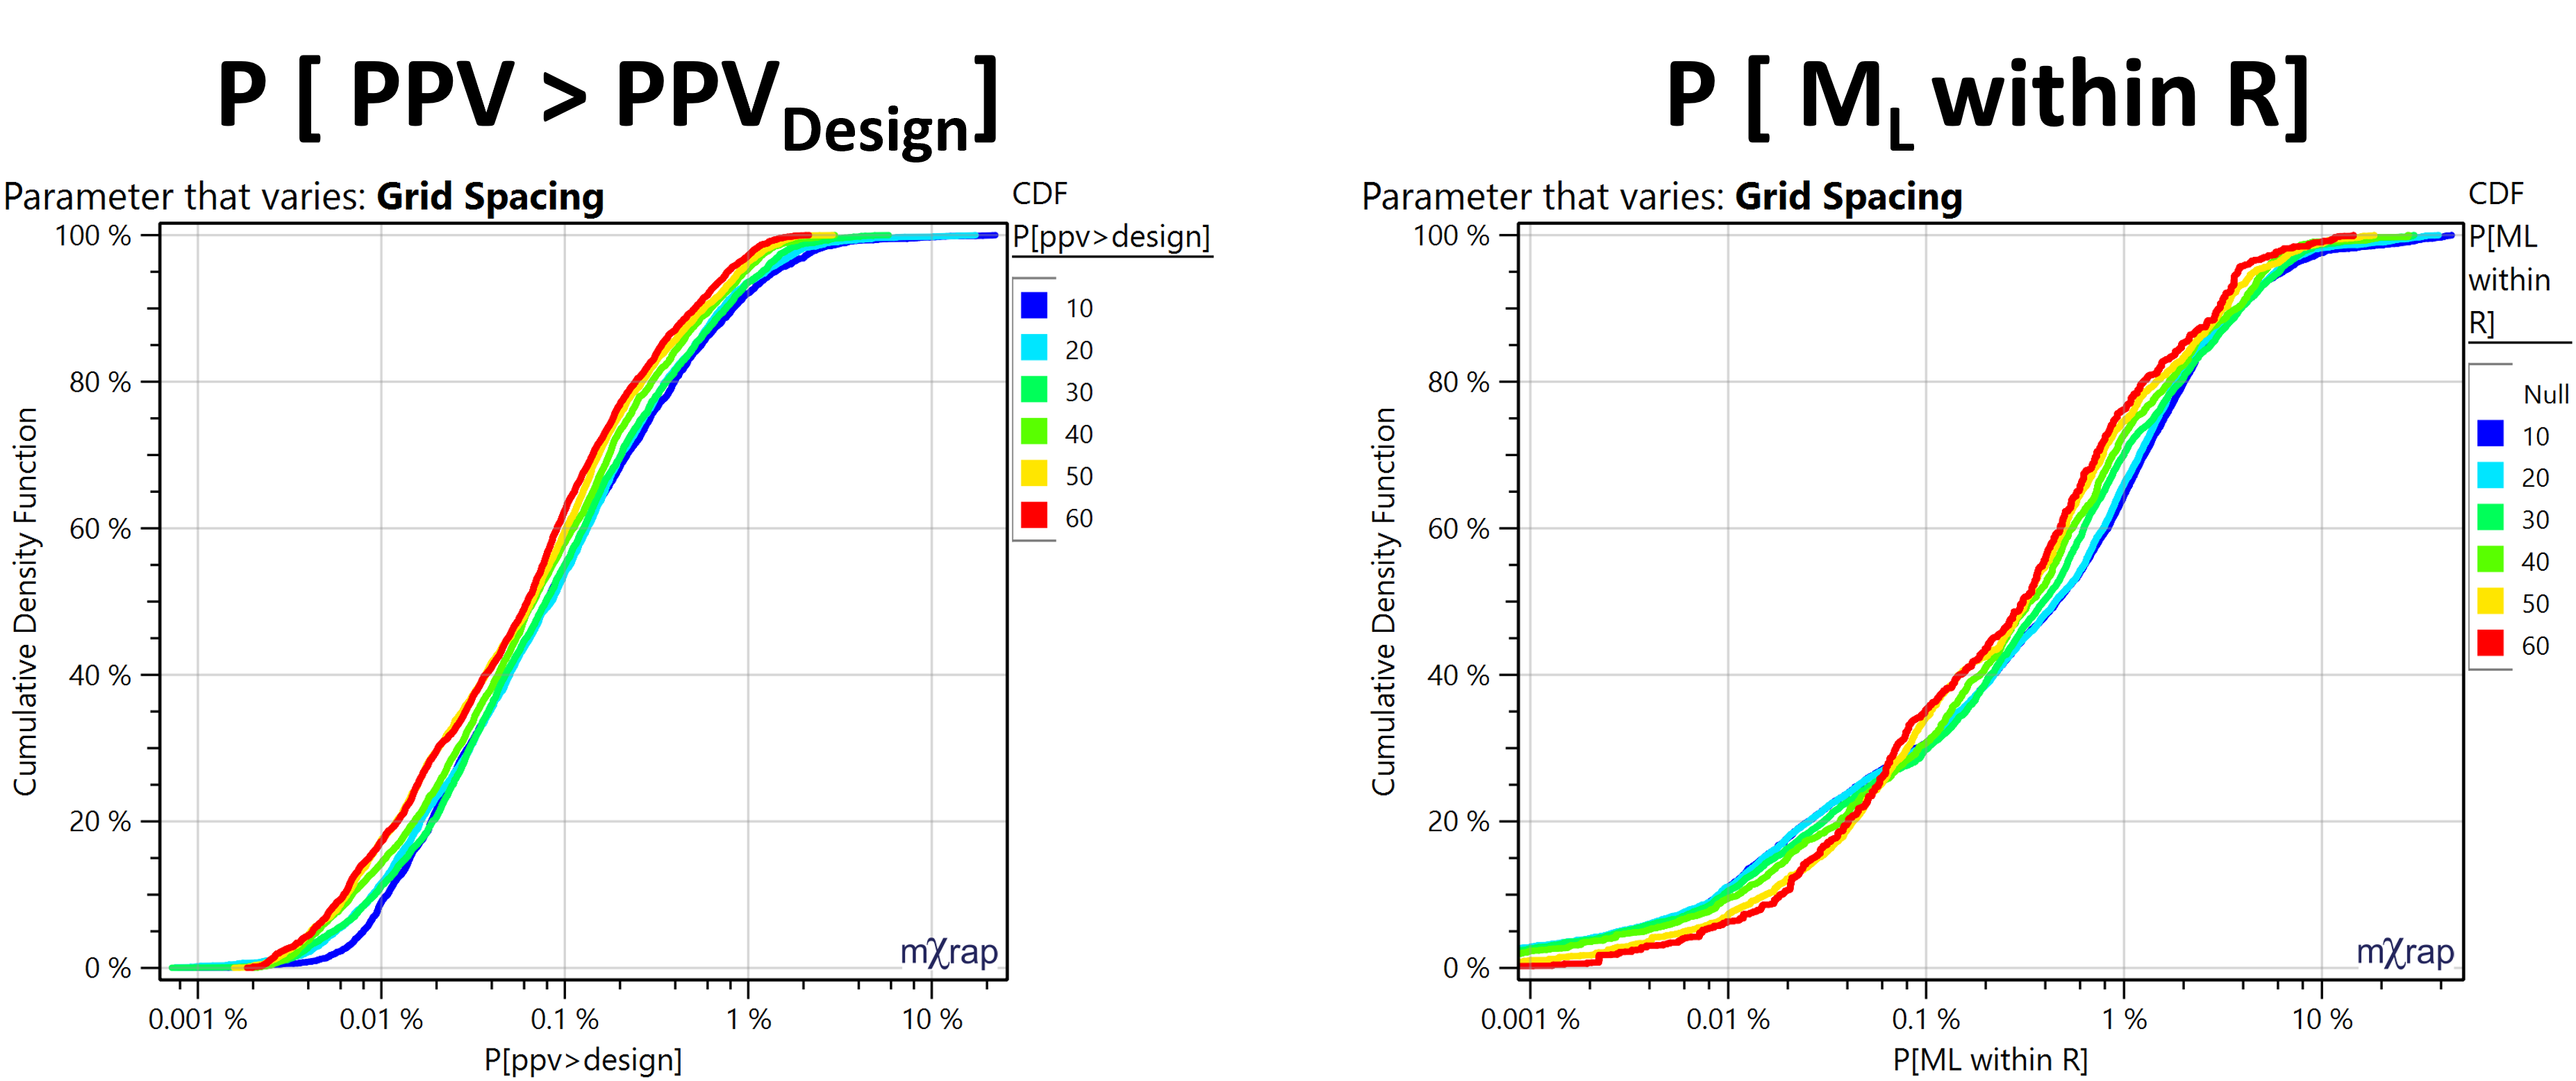 P [ PPV > PPV_Design]
Parameter that varies: Grid Spacing
CDF
P[ppv>design]
10
20
30
40
50
60
100 %
80 %
60 %
40 %
20 %
0 %
Cumulative Density Function
0.001 %
0.01 %
0.1 %
1 %
10 %
P[ppv>design]
mχrap
P [ M_L within R]
Parameter that varies: Grid Spacing
CDF
P[ML
within
R]
Null
10
20
30
40
50
60
100 %
80 %
60 %
40 %
20 %
0 %
Cumulative Density Function
0.001 %
0.01 %
0.1 %
1 %
10 %
P[ML within R]
mχrap